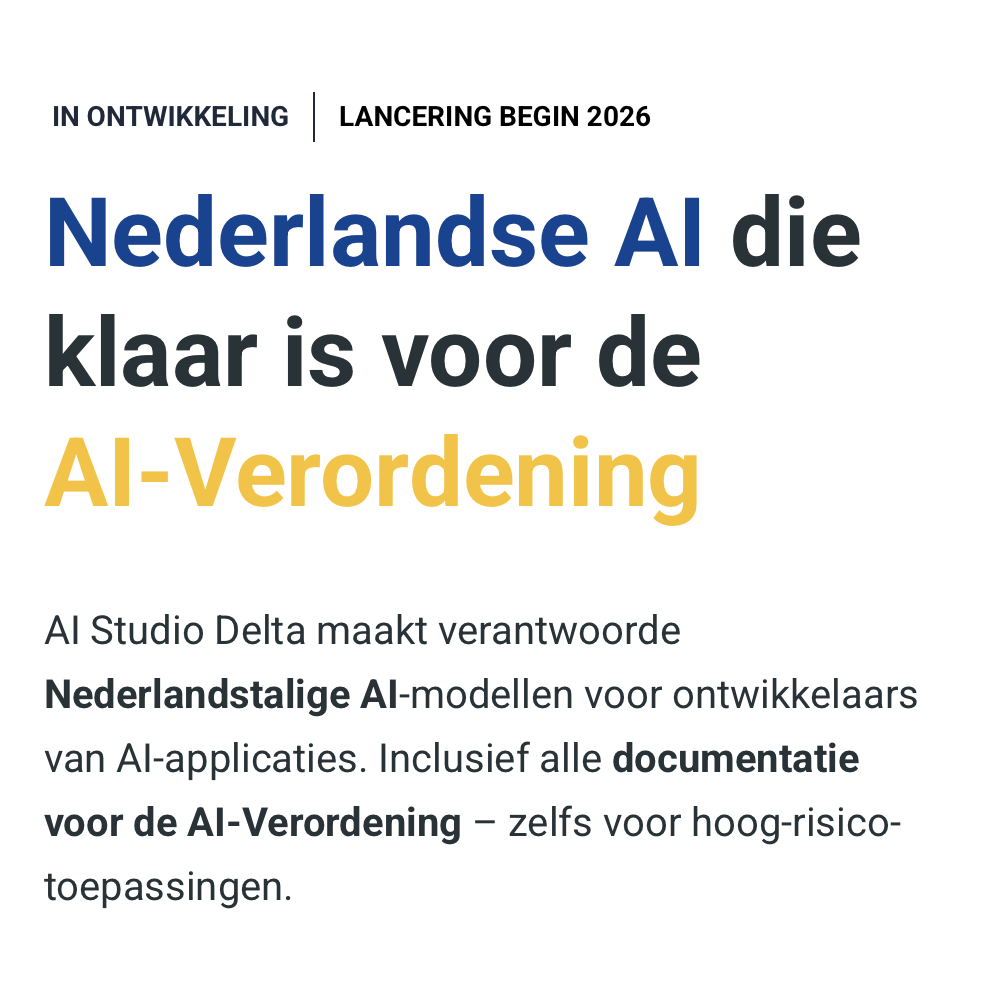 IN ONTWIKKELING | LANCERING BEGIN 2026
Nederlandse AI die
klaar is voor de
AI-Verordening
AI Studio Delta maakt verantwoorde
Nederlandstalige AI-modellen voor ontwikkelaars
van AI-applicaties. Inclusief alle documentatie
voor de AI-Verordening – zelfs voor hoog-risico-
toepassingen.